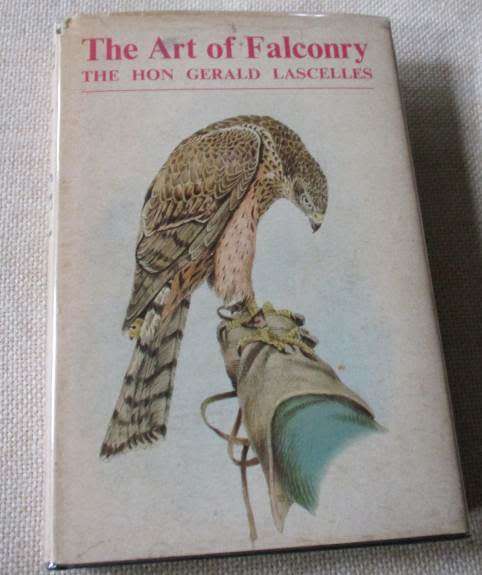 The Art of Falconry
THE HON GERALD LASCELLES